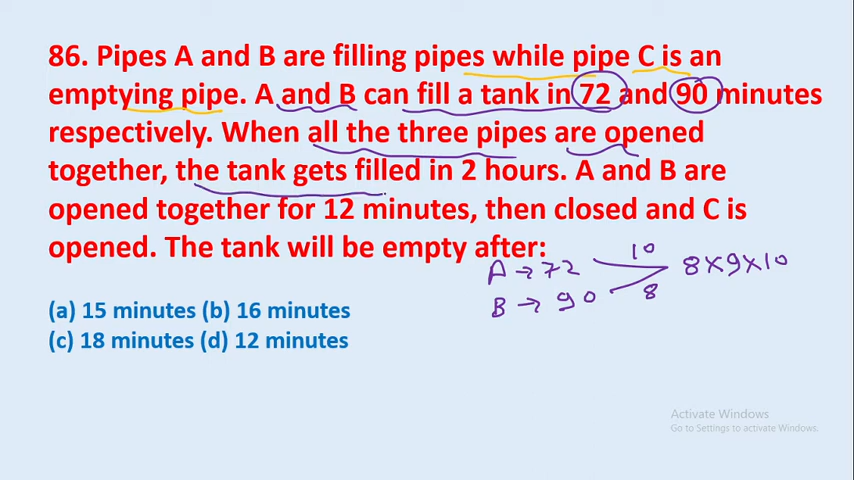 86. Pipes A and B are filling pipes while pipe C is an
emptying pipe. A and B can fill a tank in 72 and 90 minutes
respectively. When all the three pipes are opened
together, the tank gets filled in 2 hours. A and B are
opened together for 12 minutes, then closed and C is
opened. The tank will be empty after:
A → 72 10 8×9×10
B → 90 8
(a) 15 minutes (b) 16 minutes
(c) 18 minutes (d) 12 minutes
Activate Windows
Go to Settings to activate Windows.